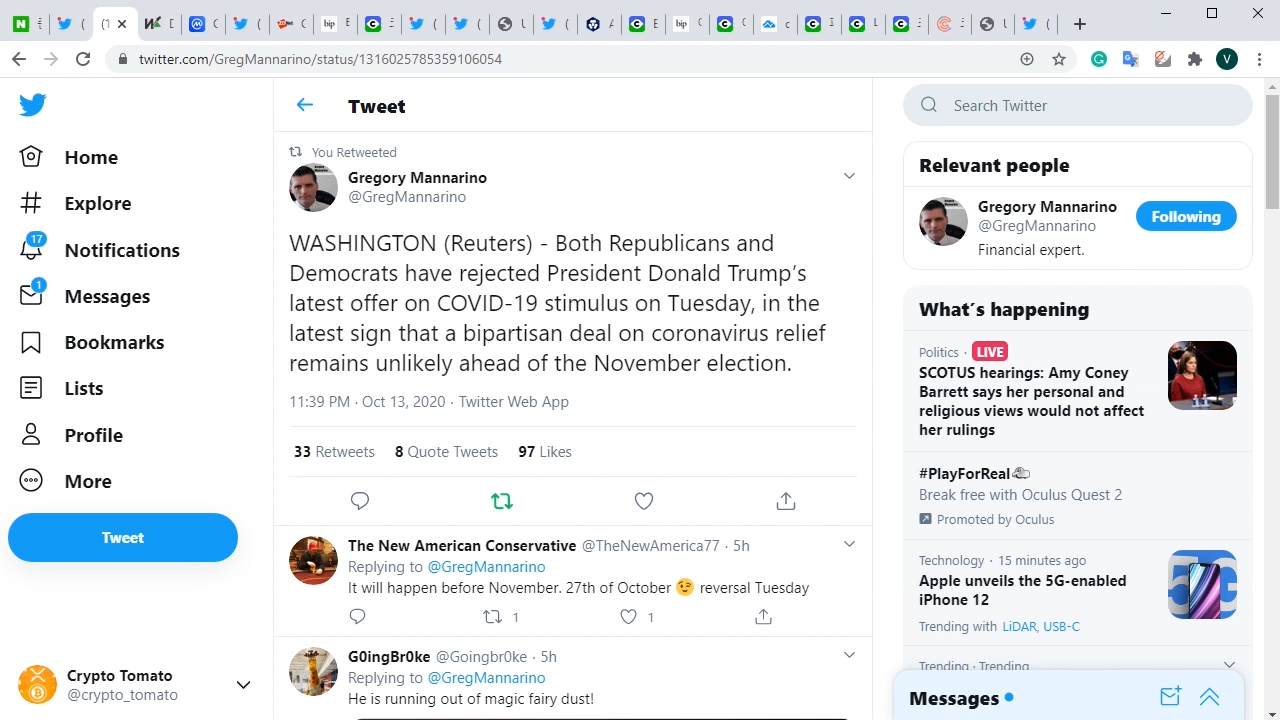 twitter.com/GregMannarino/status/1316025785359106054
V
Home
Explore
17
Notifications
1
Messages
Bookmarks
Lists
Profile
More
Tweet
Crypto Tomato
@crypto_tomato
Tweet
You Retweeted
Gregory Mannarino
@GregMannarino
WASHINGTON (Reuters) - Both Republicans and
Democrats have rejected President Donald Trump’s
latest offer on COVID-19 stimulus on Tuesday, in the
latest sign that a bipartisan deal on coronavirus relief
remains unlikely ahead of the November election.
11:39 PM · Oct 13, 2020 · Twitter Web App
33 Retweets 8 Quote Tweets 97 Likes
The New American Conservative @TheNewAmerica77 · 5h
Replying to @GregMannarino
It will happen before November. 27th of October 😉 reversal Tuesday
1 1
G0ingBr0ke @Goingbr0ke · 5h
Replying to @GregMannarino
He is running out of magic fairy dust!
Search Twitter
Relevant people
Gregory Mannarino
@GregMannarino
Following
Financial expert.
What’s happening
Politics · LIVE
SCOTUS hearings: Amy Coney
Barrett says her personal and
religious views would not affect
her rulings
#PlayForReal
Break free with Oculus Quest 2
Promoted by Oculus
Technology · 15 minutes ago
Apple unveils the 5G-enabled
iPhone 12
Trending with LiDAR, USB-C
5G
Trending · Trending
Messages